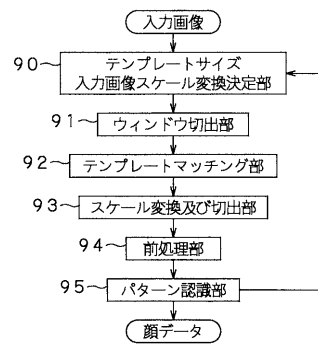 入力画像
90
テンプレートサイズ
入力画像スケール変換決定部
91
ウィンドウ切出部
92
テンプレートマッチング部
93
スケール変換及び切出部
94
前処理部
95
パターン認識部
顔データ